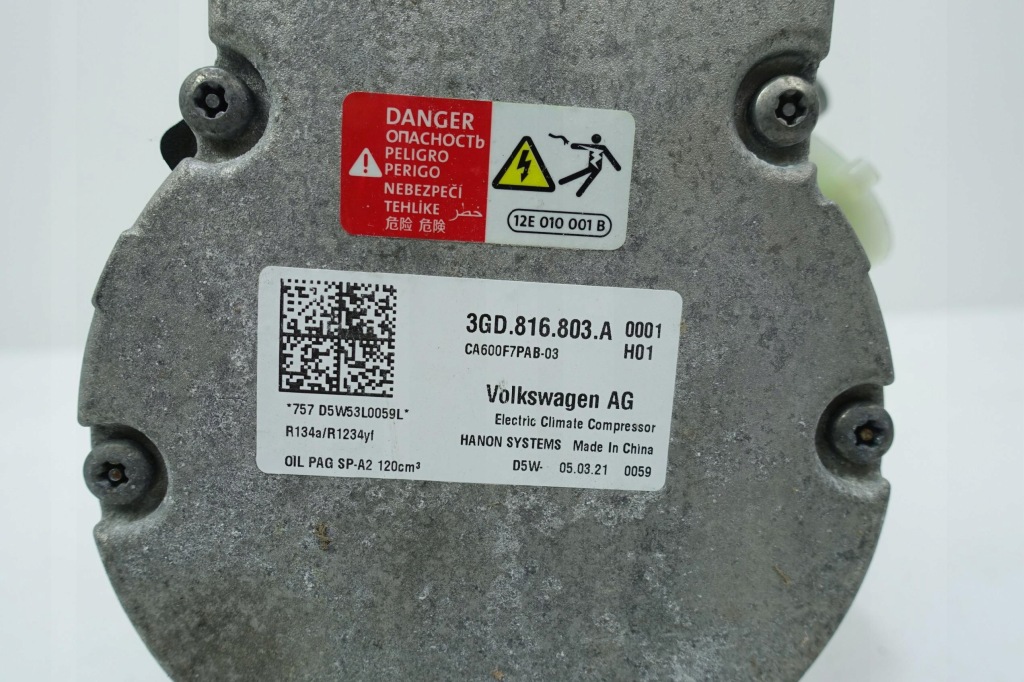 DANGER
ОПАСНОСТЬ
PELIGRO
PERIGO
NEBEZPEČÍ
TEHLİKE خطر
危险 危険
12E 010 001 B
3GD.816.803.A 0001
CA600F7PAB-03 H01
*757 D5W53L0059L*
R134a/R1234yf
OIL PAG SP-A2 120cm³
Volkswagen AG
Electric Climate Compressor
HANON SYSTEMS Made In China
D5W- 05.03.21 0059